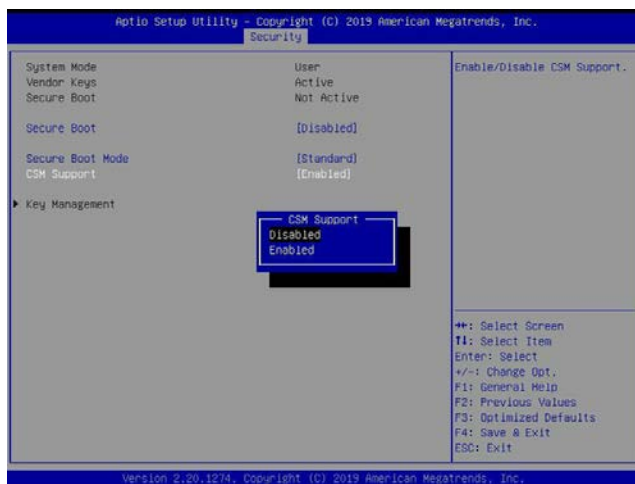 Aptio Setup Utility - Copyright (C) 2019 American Megatrends, Inc.
Security
System Mode User
Vendor Keys Active
Secure Boot Not Active
Secure Boot [Disabled]
Secure Boot Mode [Standard]
CSM Support [Enabled]
Key Management
Enable/Disable CSM Support.
CSM Support
Disabled
Enabled
→←: Select Screen
↑↓: Select Item
Enter: Select
+/-: Change Opt.
F1: General Help
F2: Previous Values
F3: Optimized Defaults
F4: Save & Exit
ESC: Exit
Version 2.20.1274. Copyright (C) 2019 American Megatrends, Inc.